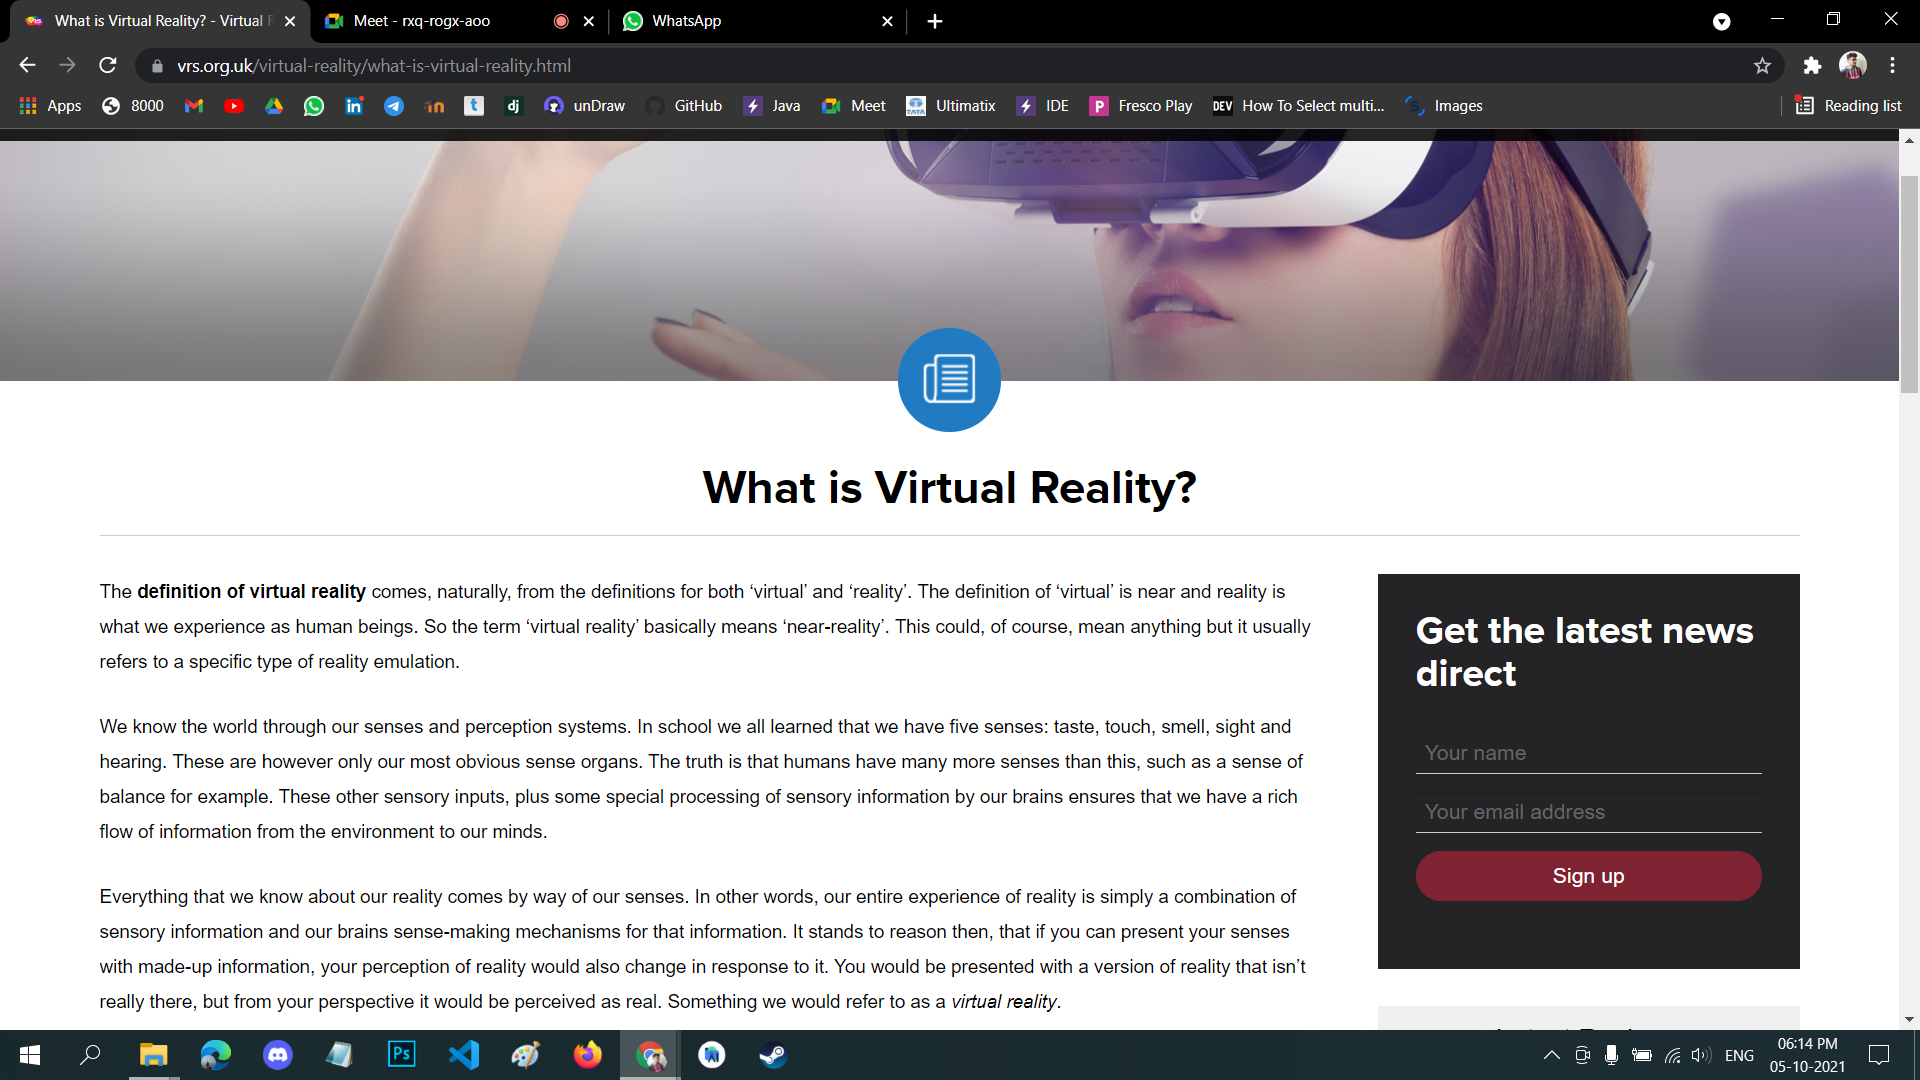 What is Virtual Reality? - Virtual R
Meet - rxq-rogx-aoo
WhatsApp
vrs.org.uk/virtual-reality/what-is-virtual-reality.html
Apps
8000
unDraw
GitHub
Java
Meet
Ultimatix
IDE
Fresco Play
DEV
How To Select multi...
Images
Reading list
What is Virtual Reality?
The definition of virtual reality comes, naturally, from the definitions for both ‘virtual’ and ‘reality’. The definition of ‘virtual’ is near and reality is
what we experience as human beings. So the term ‘virtual reality’ basically means ‘near-reality’. This could, of course, mean anything but it usually
refers to a specific type of reality emulation.
We know the world through our senses and perception systems. In school we all learned that we have five senses: taste, touch, smell, sight and
hearing. These are however only our most obvious sense organs. The truth is that humans have many more senses than this, such as a sense of
balance for example. These other sensory inputs, plus some special processing of sensory information by our brains ensures that we have a rich
flow of information from the environment to our minds.
Everything that we know about our reality comes by way of our senses. In other words, our entire experience of reality is simply a combination of
sensory information and our brains sense-making mechanisms for that information. It stands to reason then, that if you can present your senses
with made-up information, your perception of reality would also change in response to it. You would be presented with a version of reality that isn’t
really there, but from your perspective it would be perceived as real. Something we would refer to as a virtual reality.
Get the latest news
direct
Your name
Your email address
Sign up
Ps
ENG
06:14 PM
05-10-2021